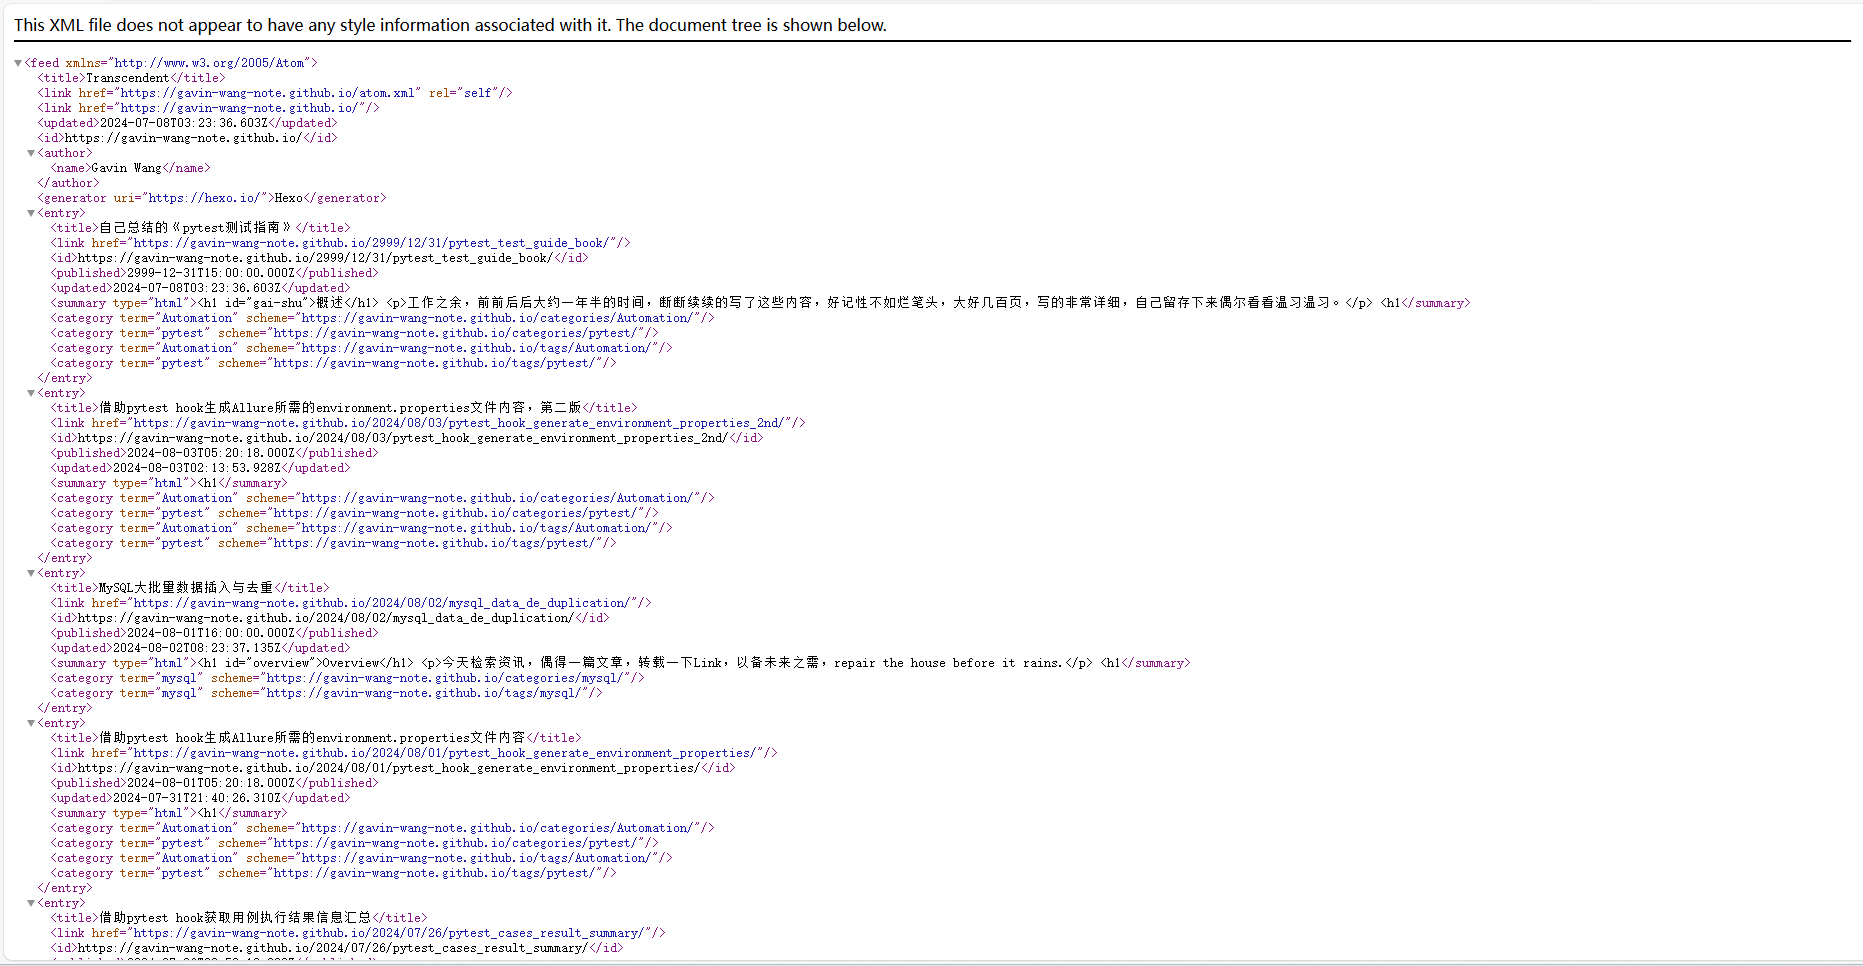 This XML file does not appear to have any style information associated with it. The document tree is shown below.
▼<feed xmlns="http://www.w3.org/2005/Atom">
<title>Transcendent</title>
<link href="https://gavin-wang-note.github.io/atom.xml" rel="self"/>
<link href="https://gavin-wang-note.github.io/"/>
<updated>2024-07-08T03:23:36.603Z</updated>
<id>https://gavin-wang-note.github.io/</id>
▼<author>
<name>Gavin Wang</name>
</author>
<generator uri="https://hexo.io/">Hexo</generator>
▼<entry>
<title>自己总结的《pytest测试指南》</title>
<link href="https://gavin-wang-note.github.io/2999/12/31/pytest_test_guide_book/"/>
<id>https://gavin-wang-note.github.io/2999/12/31/pytest_test_guide_book/</id>
<published>2999-12-31T15:00:00.000Z</published>
<updated>2024-07-08T03:23:36.603Z</updated>
<summary type="html"><h1 id="gai-shu">概述</h1> <p>工作之余，前前后后大约一年半的时间，断断续续的写了这些内容，好记性不如烂笔头，大好几百页，写的非常详细，自己留存下来偶尔看看温习温习。</p> <h1</summary>
<category term="Automation" scheme="https://gavin-wang-note.github.io/categories/Automation/"/>
<category term="pytest" scheme="https://gavin-wang-note.github.io/categories/pytest/"/>
<category term="Automation" scheme="https://gavin-wang-note.github.io/tags/Automation/"/>
<category term="pytest" scheme="https://gavin-wang-note.github.io/tags/pytest/"/>
</entry>
▼<entry>
<title>借助pytest hook生成Allure所需的environment.properties文件内容，第二版</title>
<link href="https://gavin-wang-note.github.io/2024/08/03/pytest_hook_generate_environment_properties_2nd/"/>
<id>https://gavin-wang-note.github.io/2024/08/03/pytest_hook_generate_environment_properties_2nd/</id>
<published>2024-08-03T05:20:18.000Z</published>
<updated>2024-08-03T02:13:53.928Z</updated>
<summary type="html"><h1</summary>
<category term="Automation" scheme="https://gavin-wang-note.github.io/categories/Automation/"/>
<category term="pytest" scheme="https://gavin-wang-note.github.io/categories/pytest/"/>
<category term="Automation" scheme="https://gavin-wang-note.github.io/tags/Automation/"/>
<category term="pytest" scheme="https://gavin-wang-note.github.io/tags/pytest/"/>
</entry>
▼<entry>
<title>MySQL大批量数据插入与去重</title>
<link href="https://gavin-wang-note.github.io/2024/08/02/mysql_data_de_duplication/"/>
<id>https://gavin-wang-note.github.io/2024/08/02/mysql_data_de_duplication/</id>
<published>2024-08-01T16:00:00.000Z</published>
<updated>2024-08-02T08:23:37.135Z</updated>
<summary type="html"><h1 id="overview">Overview</h1> <p>今天检索资讯，偶得一篇文章，转载一下Link，以备未来之需，repair the house before it rains.</p> <h1</summary>
<category term="mysql" scheme="https://gavin-wang-note.github.io/categories/mysql/"/>
<category term="mysql" scheme="https://gavin-wang-note.github.io/tags/mysql/"/>
</entry>
▼<entry>
<title>借助pytest hook生成Allure所需的environment.properties文件内容</title>
<link href="https://gavin-wang-note.github.io/2024/08/01/pytest_hook_generate_environment_properties/"/>
<id>https://gavin-wang-note.github.io/2024/08/01/pytest_hook_generate_environment_properties/</id>
<published>2024-08-01T05:20:18.000Z</published>
<updated>2024-07-31T21:40:26.310Z</updated>
<summary type="html"><h1</summary>
<category term="Automation" scheme="https://gavin-wang-note.github.io/categories/Automation/"/>
<category term="pytest" scheme="https://gavin-wang-note.github.io/categories/pytest/"/>
<category term="Automation" scheme="https://gavin-wang-note.github.io/tags/Automation/"/>
<category term="pytest" scheme="https://gavin-wang-note.github.io/tags/pytest/"/>
</entry>
▼<entry>
<title>借助pytest hook获取用例执行结果信息汇总</title>
<link href="https://gavin-wang-note.github.io/2024/07/26/pytest_cases_result_summary/"/>
<id>https://gavin-wang-note.github.io/2024/07/26/pytest_cases_result_summary/</id>